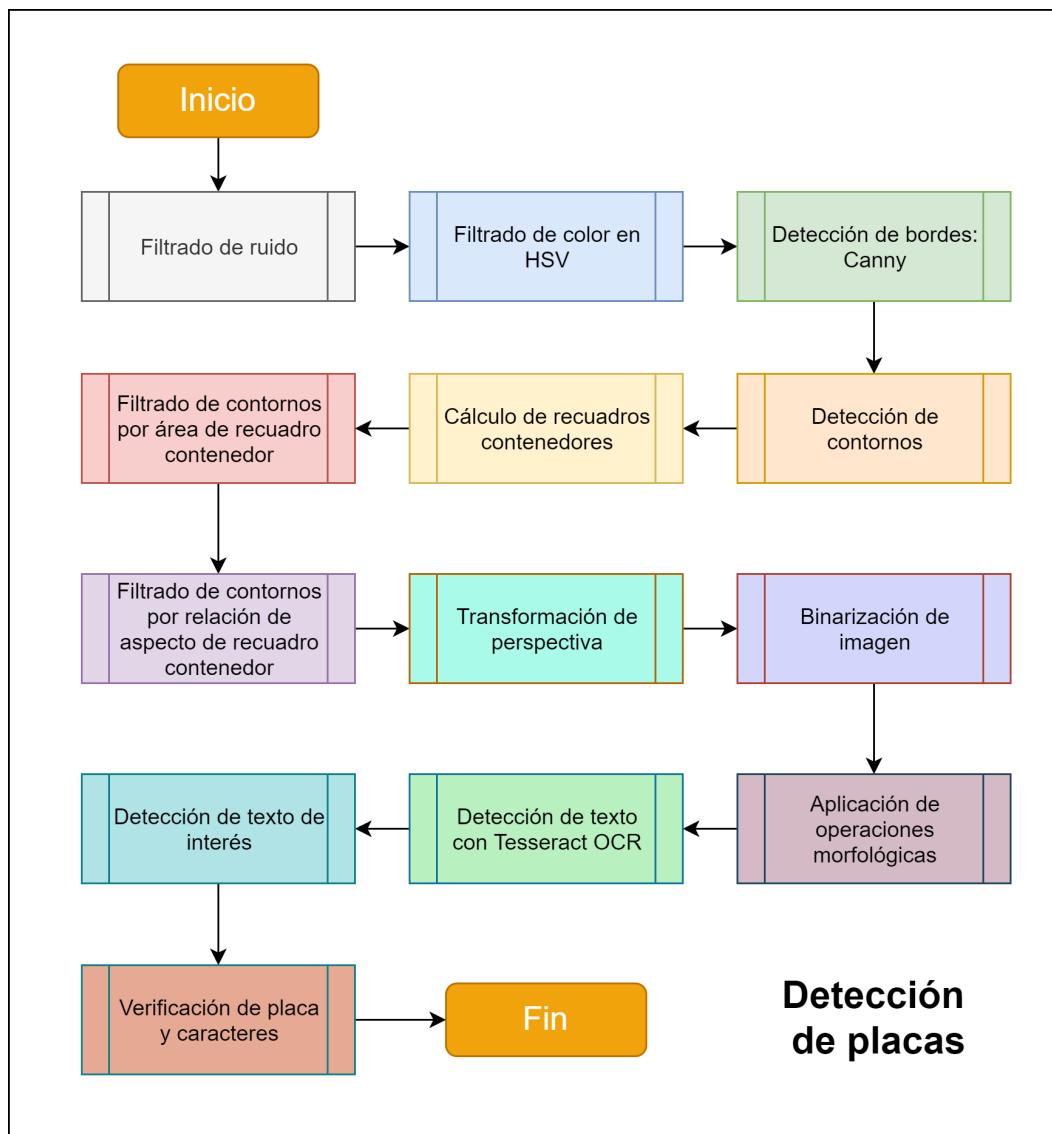 Inicio
Filtrado de ruido
Filtrado de color en
HSV
Detección de bordes:
Canny
Detección de
contornos
Cálculo de recuadros
contenedores
Filtrado de contornos
por área de recuadro
contenedor
Filtrado de contornos
por relación de
aspecto de recuadro
contenedor
Transformación de
perspectiva
Binarización de
imagen
Aplicación de
operaciones
morfológicas
Detección de texto
con Tesseract OCR
Detección de texto de
interés
Verificación de placa
y caracteres
Fin
Detección
de placas